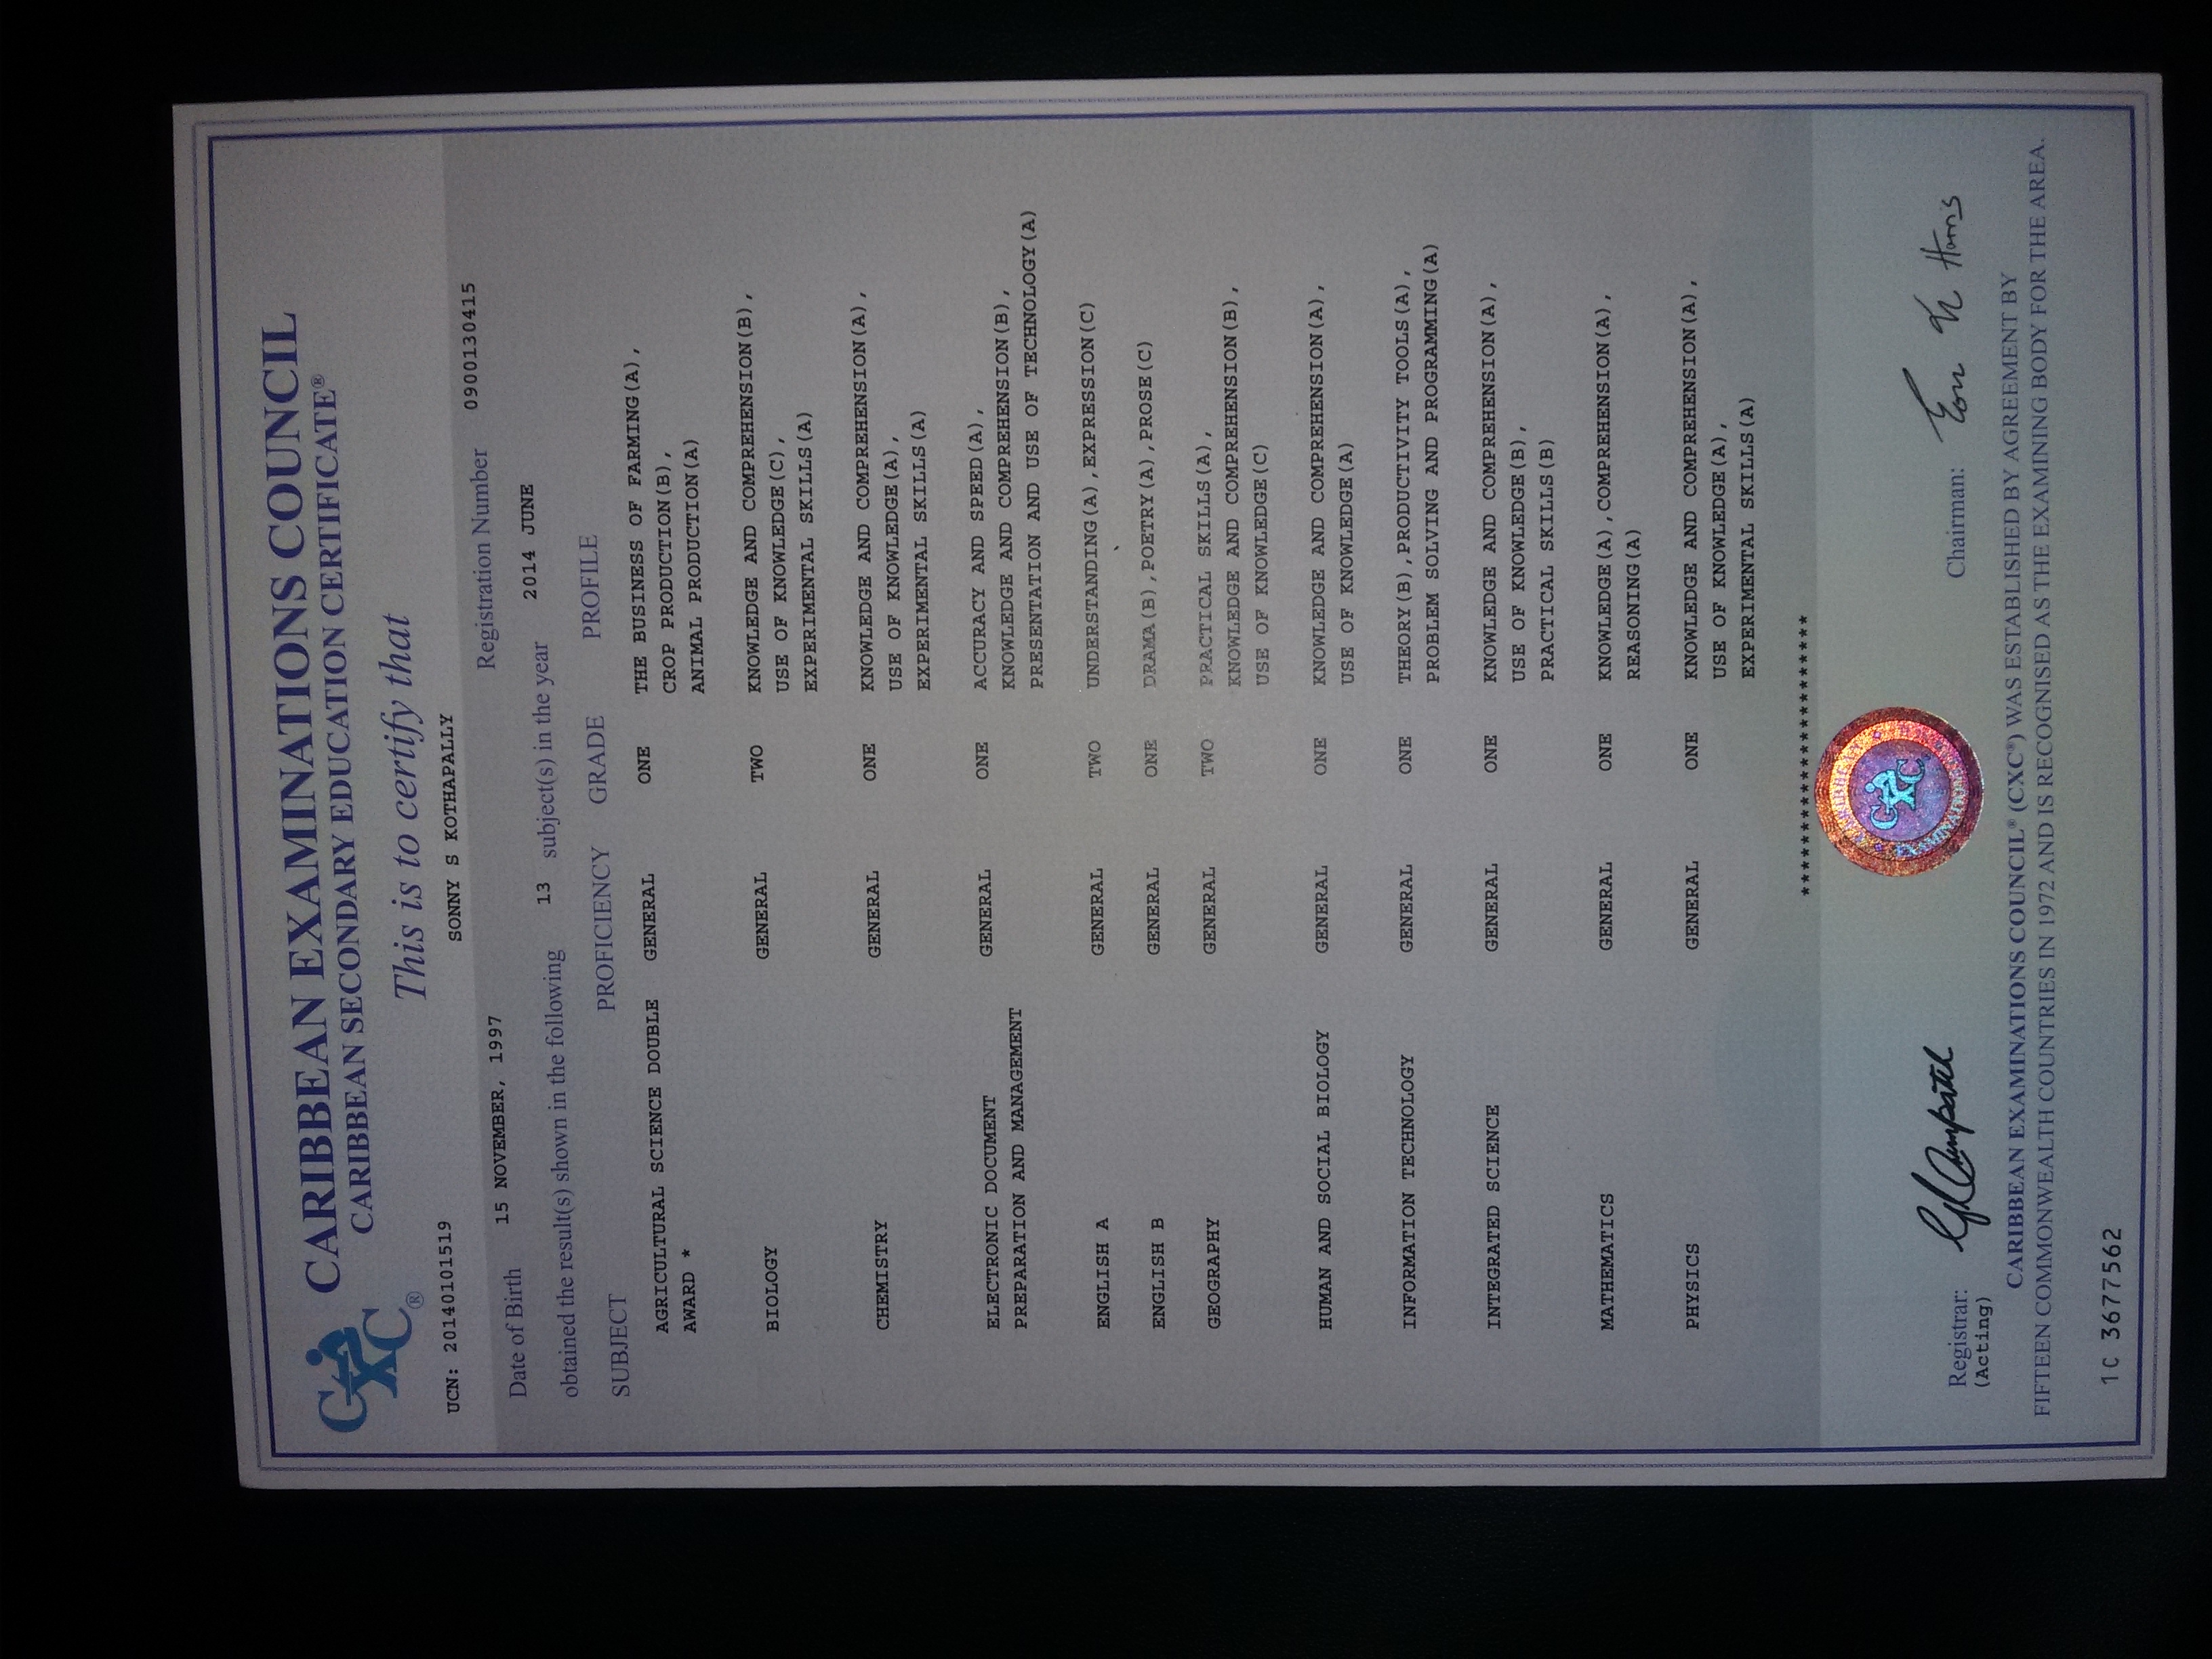 CARIBBEAN EXAMINATIONS COUNCIL
CARIBBEAN SECONDARY EDUCATION CERTIFICATE®
CXC®
This is to certify that
UCN: 20140101519
SONNY S KOTHAPALLY
Date of Birth 15 NOVEMBER, 1997 Registration Number 0900130415
obtained the result(s) shown in the following 13 subject(s) in the year 2014 JUNE
SUBJECT PROFICIENCY GRADE PROFILE
AGRICULTURAL SCIENCE DOUBLE GENERAL ONE THE BUSINESS OF FARMING(A),
AWARD * CROP PRODUCTION(B),
ANIMAL PRODUCTION(A)
BIOLOGY GENERAL TWO KNOWLEDGE AND COMPREHENSION(B),
USE OF KNOWLEDGE(C),
EXPERIMENTAL SKILLS(A)
CHEMISTRY GENERAL ONE KNOWLEDGE AND COMPREHENSION(A),
USE OF KNOWLEDGE(A),
EXPERIMENTAL SKILLS(A)
ELECTRONIC DOCUMENT GENERAL ONE ACCURACY AND SPEED(A),
PREPARATION AND MANAGEMENT KNOWLEDGE AND COMPREHENSION(B),
PRESENTATION AND USE OF TECHNOLOGY(A)
ENGLISH A GENERAL TWO UNDERSTANDING(A),EXPRESSION(C)
ENGLISH B GENERAL ONE DRAMA(B),POETRY(A),PROSE(C)
GEOGRAPHY GENERAL TWO PRACTICAL SKILLS(A),
KNOWLEDGE AND COMPREHENSION(B),
USE OF KNOWLEDGE(C)
HUMAN AND SOCIAL BIOLOGY GENERAL ONE KNOWLEDGE AND COMPREHENSION(A),
USE OF KNOWLEDGE(A)
INFORMATION TECHNOLOGY GENERAL ONE THEORY(B),PRODUCTIVITY TOOLS(A),
PROBLEM SOLVING AND PROGRAMMING(A)
INTEGRATED SCIENCE GENERAL ONE KNOWLEDGE AND COMPREHENSION(A),
USE OF KNOWLEDGE(B),
PRACTICAL SKILLS(B)
MATHEMATICS GENERAL ONE KNOWLEDGE(A),COMPREHENSION(A),
REASONING(A)
PHYSICS GENERAL ONE KNOWLEDGE AND COMPREHENSION(A),
USE OF KNOWLEDGE(A),
EXPERIMENTAL SKILLS(A)
**********************
CXC
Registrar: Chairman: Harris
(Acting)
CARIBBEAN EXAMINATIONS COUNCIL® (CXC®) WAS ESTABLISHED BY AGREEMENT BY
FIFTEEN COMMONWEALTH COUNTRIES IN 1972 AND IS RECOGNISED AS THE EXAMINING BODY FOR THE AREA.
1C 3677562